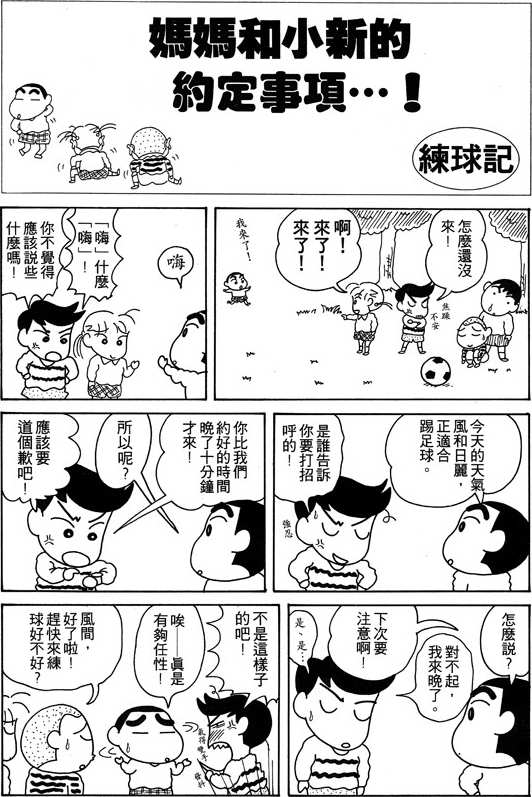 媽媽和小新的
約定事項…！
練球記
怎麼還沒
來！
焦躁
不安
啊！
來了！
來了！
我來了！
嗨
「嗨」什麼
「嗨」！
你不覺得
應該說些
什麼嗎！
今天的天氣
風和日麗，
正適合
踢足球。
是誰告訴
你要打招
呼的！
強忍
你比我們
約好的時間
晚了十分鐘
才來！
所以呢？
應該要
道個歉吧！
怎麼說？
對不起，
我來晚了。
下次要
注意啊！
是、是…
不是這樣子
的吧！
氣得幾乎
發抖
唉──真是
有夠任性！
風間，
好了啦！
趕快來練
球好不好？